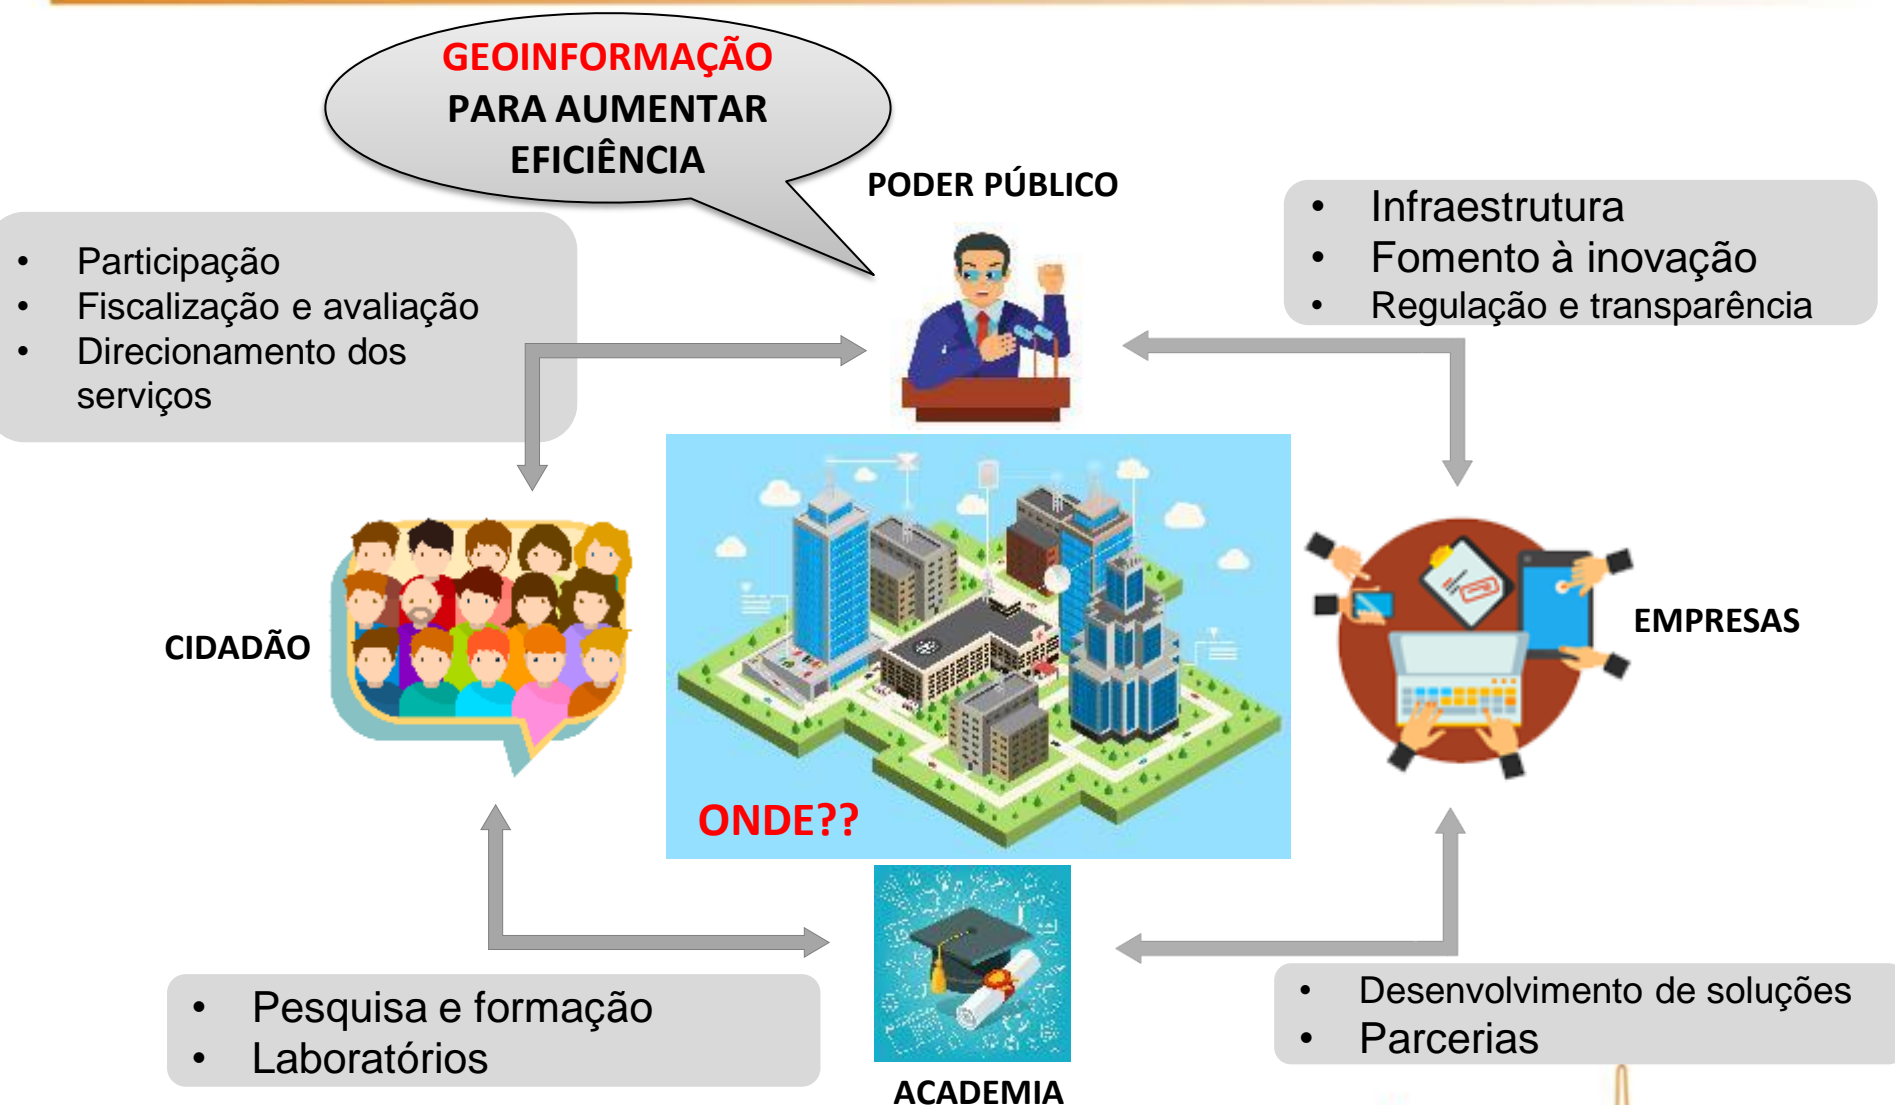 GEOINFORMAÇÃO
PARA AUMENTAR
EFICIÊNCIA
PODER PÚBLICO
• Participação
• Fiscalização e avaliação
• Direcionamento dos
serviços
• Infraestrutura
• Fomento à inovação
• Regulação e transparência
CIDADÃO
EMPRESAS
ONDE??
• Pesquisa e formação
• Laboratórios
• Desenvolvimento de soluções
• Parcerias
ACADEMIA